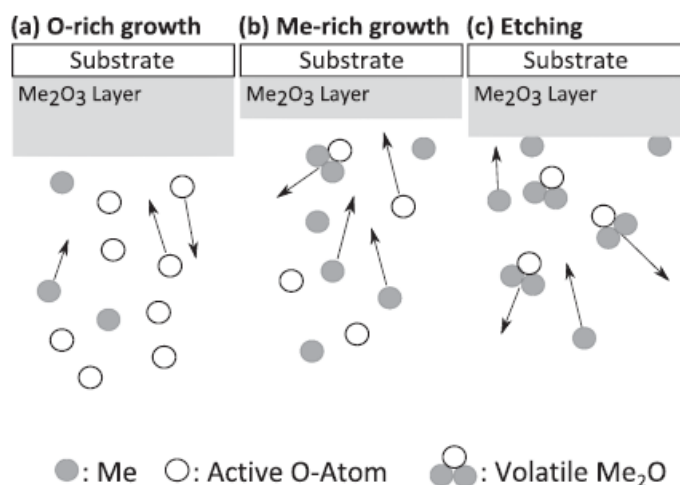 (a) O-rich growth (b) Me-rich growth (c) Etching
Substrate Substrate Substrate
Me2O3 Layer Me2O3 Layer Me2O3 Layer
: Me : Active O-Atom : Volatile Me2O